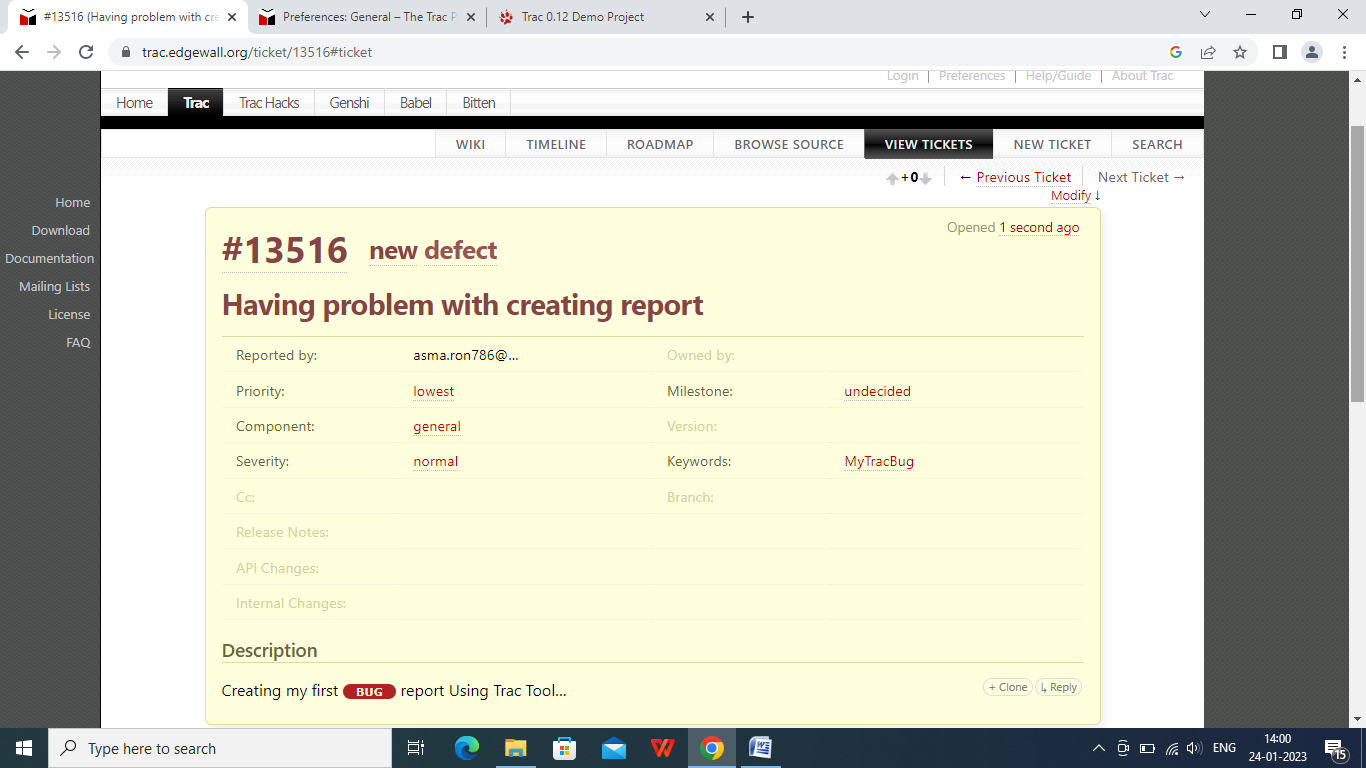 #13516 (Having problem with cre
Preferences: General – The Trac P
Trac 0.12 Demo Project
trac.edgewall.org/ticket/13516#ticket
Login | Preferences | Help/Guide | About Trac
Home Trac Trac Hacks Genshi Babel Bitten
WIKI TIMELINE ROADMAP BROWSE SOURCE VIEW TICKETS NEW TICKET SEARCH
+0 ← Previous Ticket Next Ticket →
Modify ↓
Home
Download
Documentation
Mailing Lists
License
FAQ
Opened 1 second ago
#13516 new defect
Having problem with creating report
Reported by: asma.ron786@... Owned by:
Priority: lowest Milestone: undecided
Component: general Version:
Severity: normal Keywords: MyTracBug
Cc: Branch:
Release Notes:
API Changes:
Internal Changes:
Description
Creating my first BUG report Using Trac Tool...
+ Clone ↳ Reply
Type here to search
ENG
14:00
24-01-2023
15